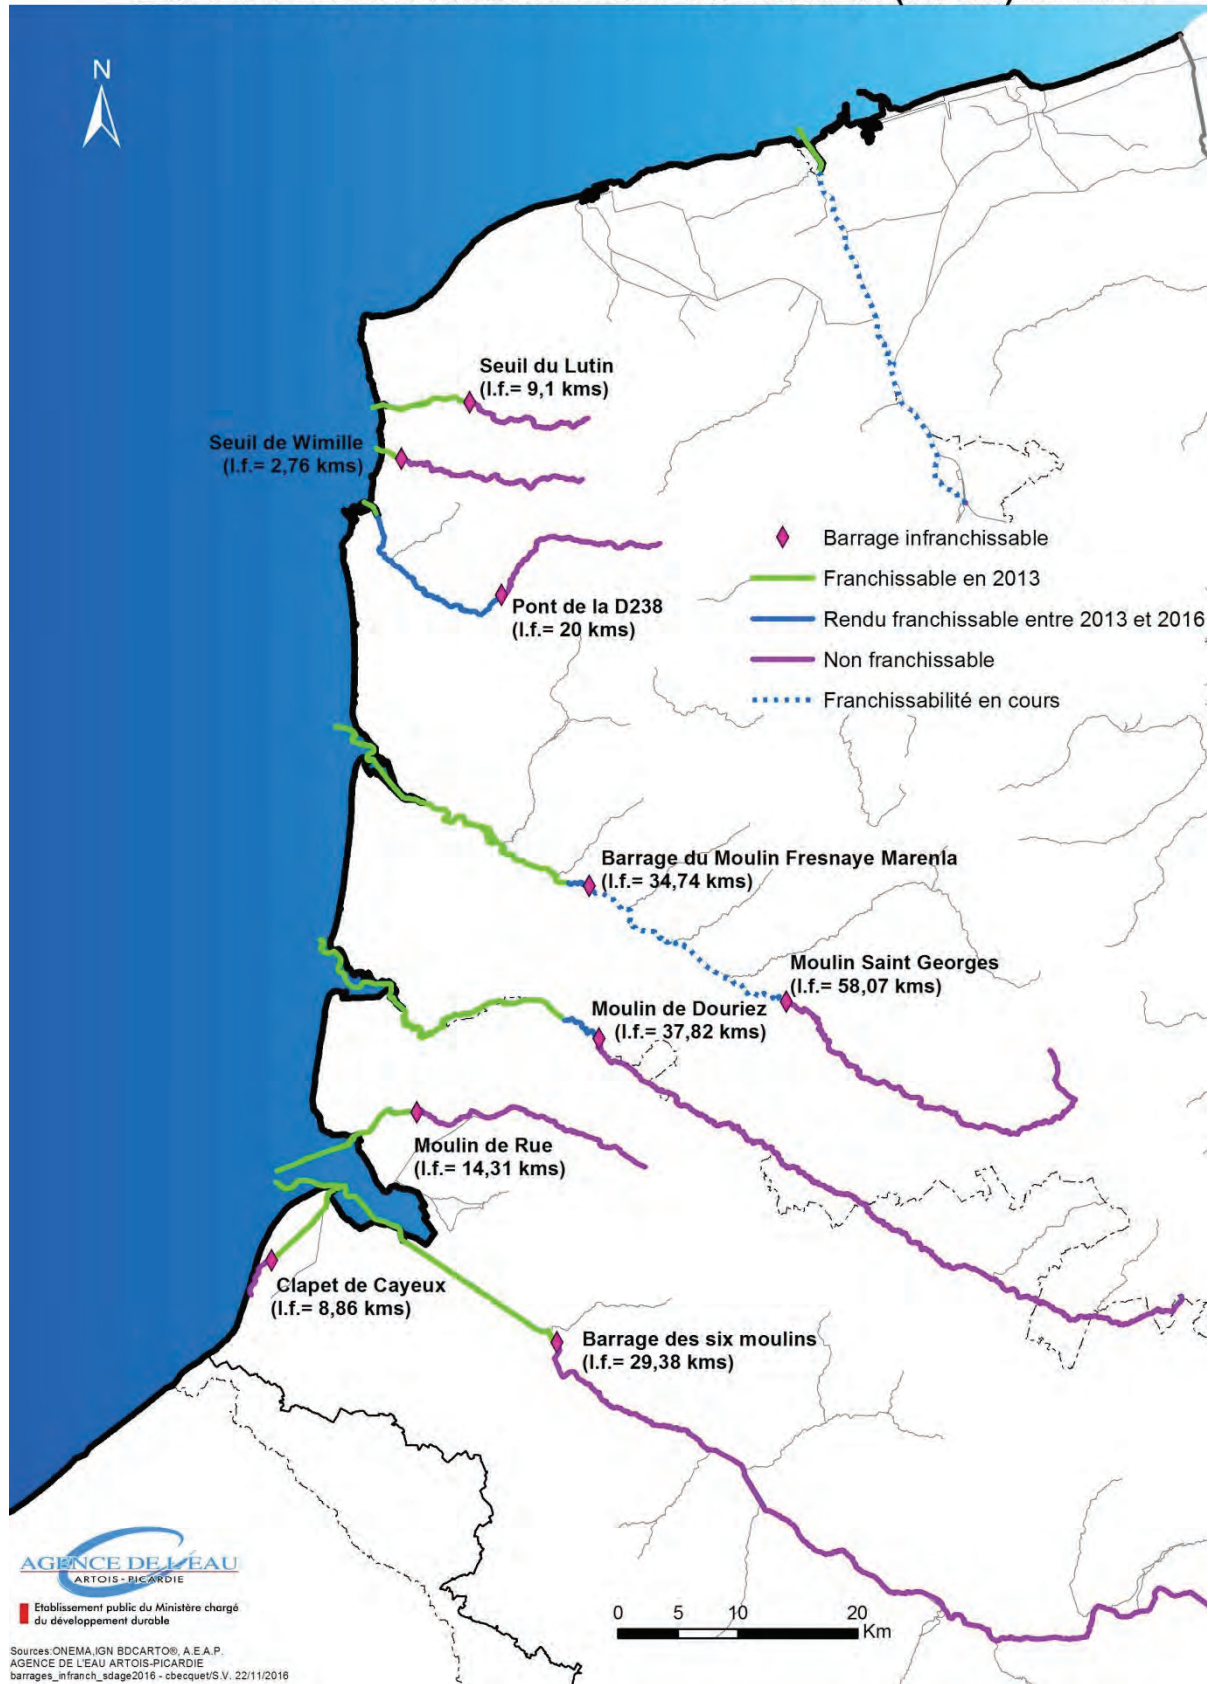 N
Seuil du Lutin
(l.f.= 9,1 kms)
Seuil de Wimille
(l.f.= 2,76 kms)
Barrage infranchissable
Franchissable en 2013
Rendu franchissable entre 2013 et 2016
Non franchissable
Franchissabilité en cours
Pont de la D238
(l.f.= 20 kms)
Barrage du Moulin Fresnaye Marenla
(l.f.= 34,74 kms)
Moulin Saint Georges
(l.f.= 58,07 kms)
Moulin de Douriez
(l.f.= 37,82 kms)
Moulin de Rue
(l.f.= 14,31 kms)
Clapet de Cayeux
(l.f.= 8,86 kms)
Barrage des six moulins
(l.f.= 29,38 kms)
AGENCE DE L'EAU
ARTOIS-PICARDIE
Etablissement public du Ministère chargé
du développement durable
0 5 10 20
Km
Sources:ONEMA,IGN BDCARTO®, A.E.A.P.
AGENCE DE L'EAU ARTOIS-PICARDIE
barrages_infranch_sdage2016 - cbecquet/S.V. 22/11/2016